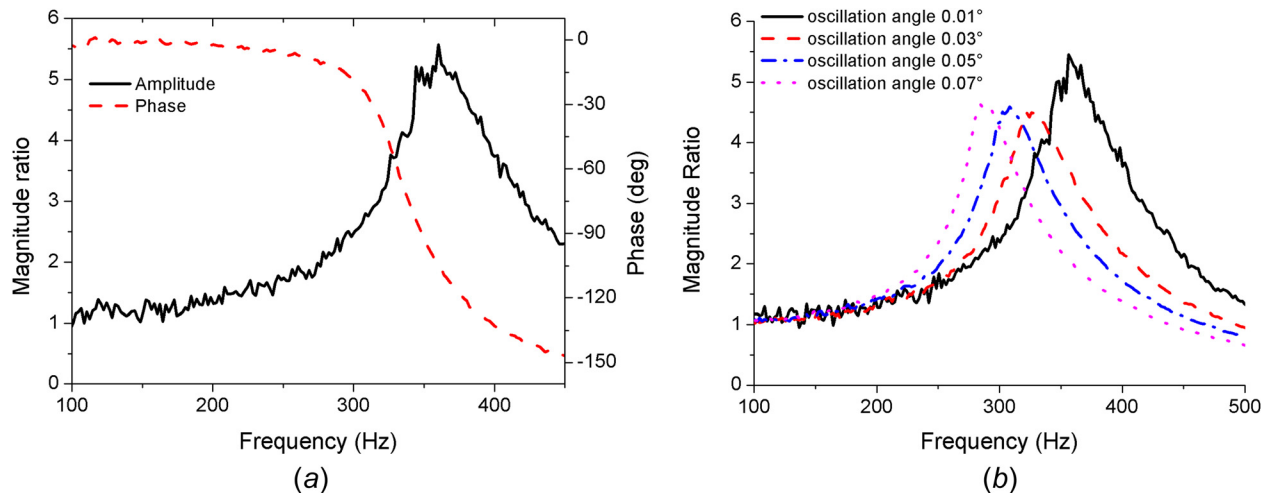 6
5
4
3
2
1
0
Magnitude ratio
Amplitude
Phase
0
-30
-60
-90
-120
-150
Phase (deg)
100
200
300
400
Frequency (Hz)
(a)
6
5
4
3
2
1
0
Magnitude Ratio
oscillation angle 0.01°
oscillation angle 0.03°
oscillation angle 0.05°
oscillation angle 0.07°
100
200
300
400
500
Frequency (Hz)
(b)